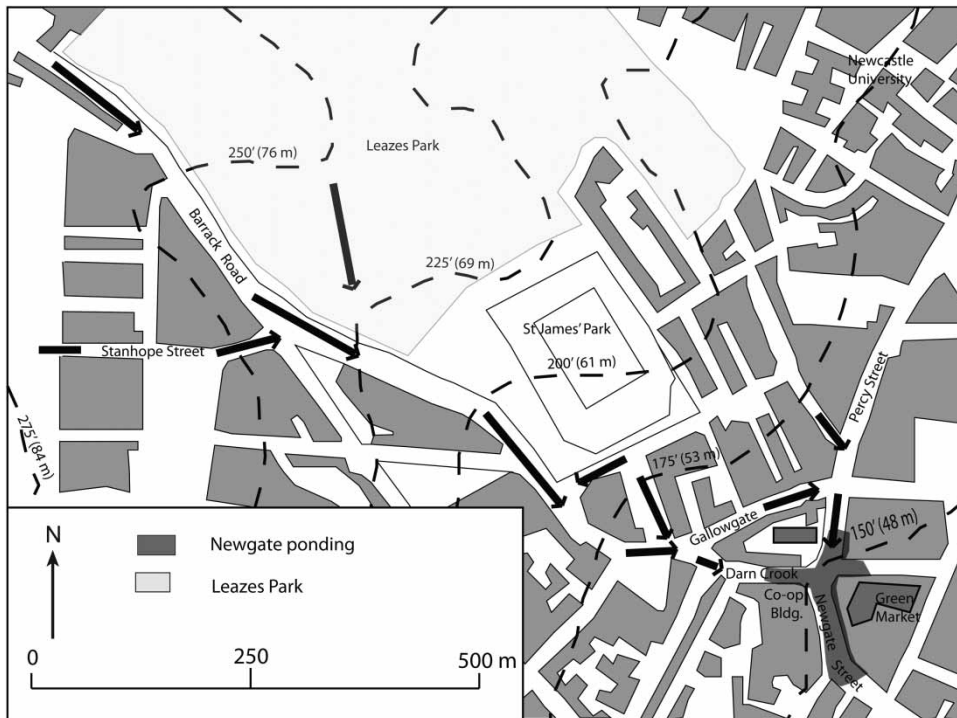 Newcastle
University
Leazes Park
250' (76 m)
Barrack Road
225' (69 m)
St James' Park
200' (61 m)
Stanhope Street
Percy Street
275' (84 m)
175' (53 m)
Gallowgate
150' (48 m)
Darn Crook
Co-op
Bldg.
Newgate Street
Green
Market
N
Newgate ponding
Leazes Park
0
250
500 m